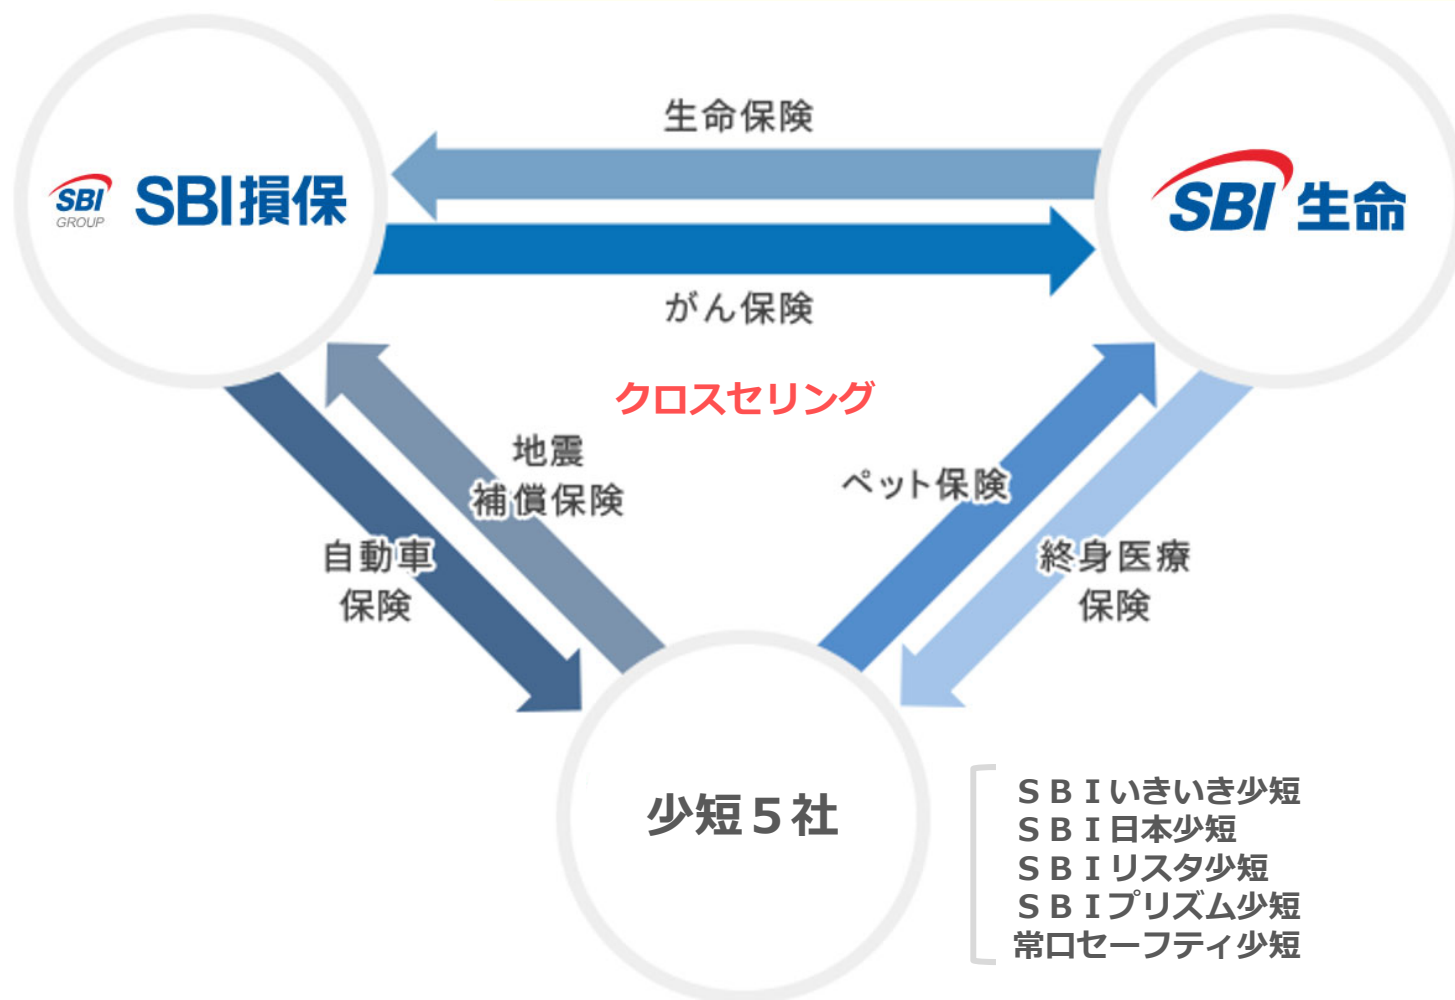 生命保険
SBI GROUP SBI損保
SBI生命
がん保険
クロスセリング
地震
補償保険
ペット保険
自動車
保険
終身医療
保険
少短５社
ＳＢＩいきいき少短
ＳＢＩ日本少短
ＳＢＩリスタ少短
ＳＢＩプリズム少短
常口セーフティ少短